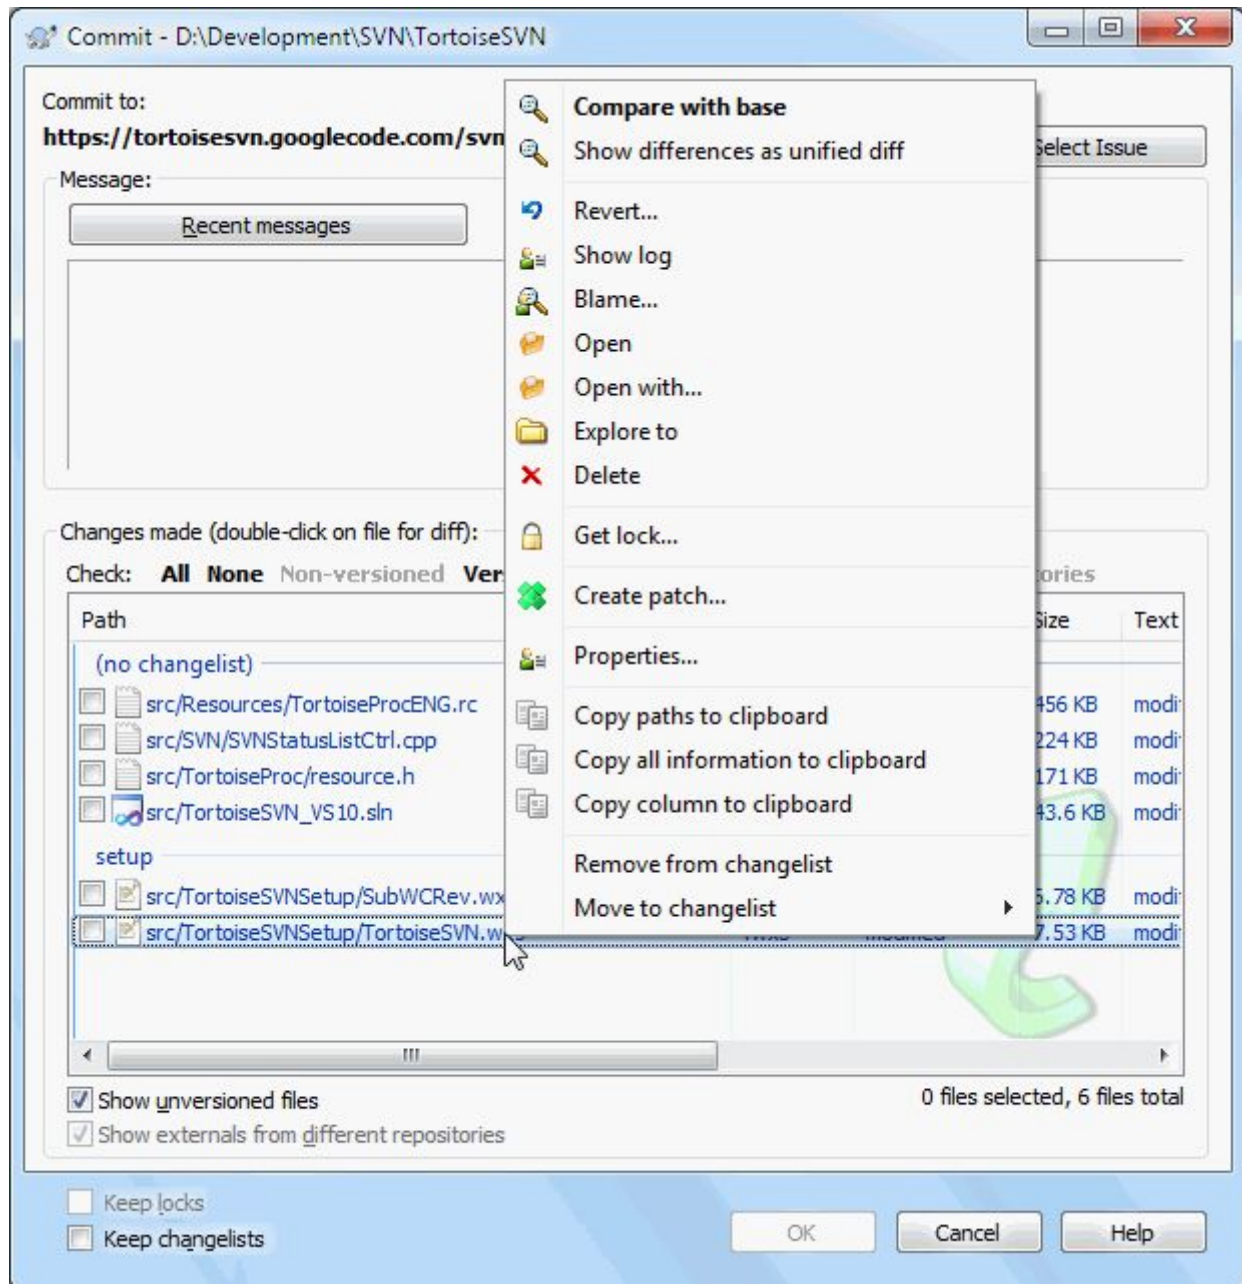 Commit - D:\Development\SVN\TortoiseSVN
Commit to:
https://tortoisesvn.googlecode.com/svn
Select Issue
Message:
Recent messages
Compare with base
Show differences as unified diff
Revert...
Show log
Blame...
Open
Open with...
Explore to
Delete
Get lock...
Create patch...
Properties...
Copy paths to clipboard
Copy all information to clipboard
Copy column to clipboard
Remove from changelist
Move to changelist
Changes made (double-click on file for diff):
Check: All None Non-versioned
Path Size Text
(no changelist)
src/Resources/TortoiseProcENG.rc 456 KB
src/SVN/SVNStatusListCtrl.cpp 224 KB
src/TortoiseProc/resource.h 171 KB
src/TortoiseSVN_VS10.sln 43.6 KB
setup
src/TortoiseSVNSetup/SubWCRev.wx .78 KB
src/TortoiseSVNSetup/TortoiseSVN.w 7.53 KB
Show unversioned files
0 files selected, 6 files total
Show externals from different repositories
Keep locks
Keep changelists
OK Cancel Help